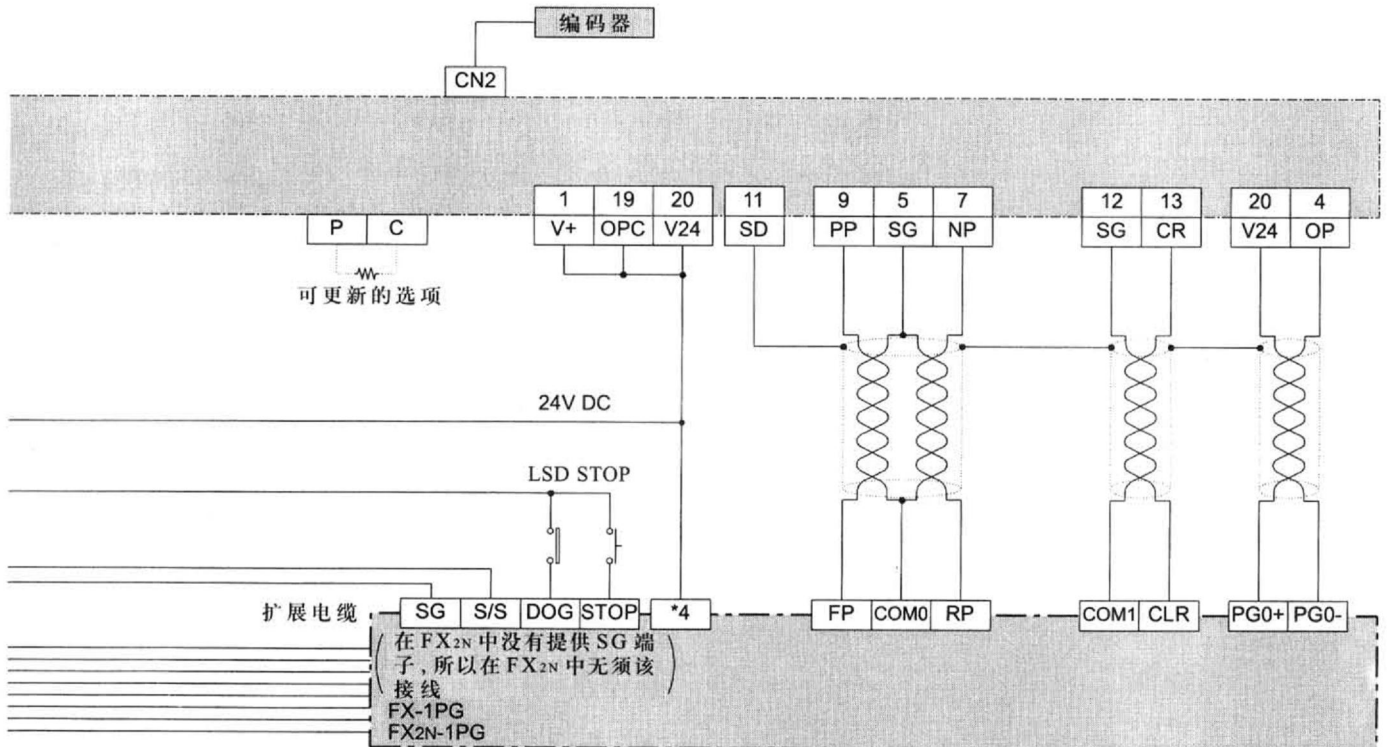 编码器
CN2
1 19 20 11 9 5 7 12 13 20 4
V+ OPC V24 SD PP SG NP SG CR V24 OP
P C
可更新的选项
24V DC
LSD STOP
扩展电缆 SG S/S DOG STOP *4 FP COM0 RP COM1 CLR PG0+ PG0-
(在FX2N中没有提供SG端
子,所以在FX2N中无须该
接线)
FX-1PG
FX2N-1PG